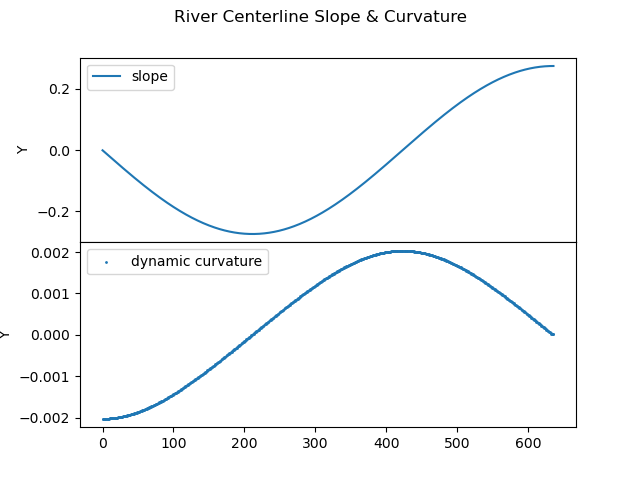 River Centerline Slope & Curvature
slope
0.2
0.0
−0.2
Y
dynamic curvature
0.002
0.001
0.000
−0.001
−0.002
Y
0 100 200 300 400 500 600